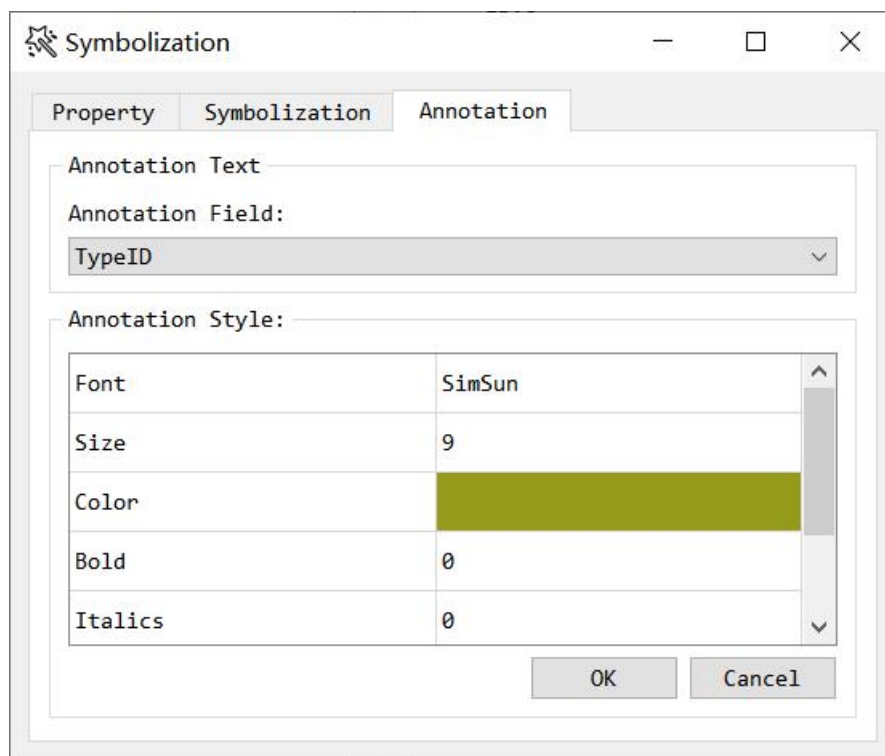 Symbolization
Property Symbolization Annotation
Annotation Text
Annotation Field:
TypeID
Annotation Style:
Font SimSun
Size 9
Color
Bold 0
Italics 0
OK Cancel